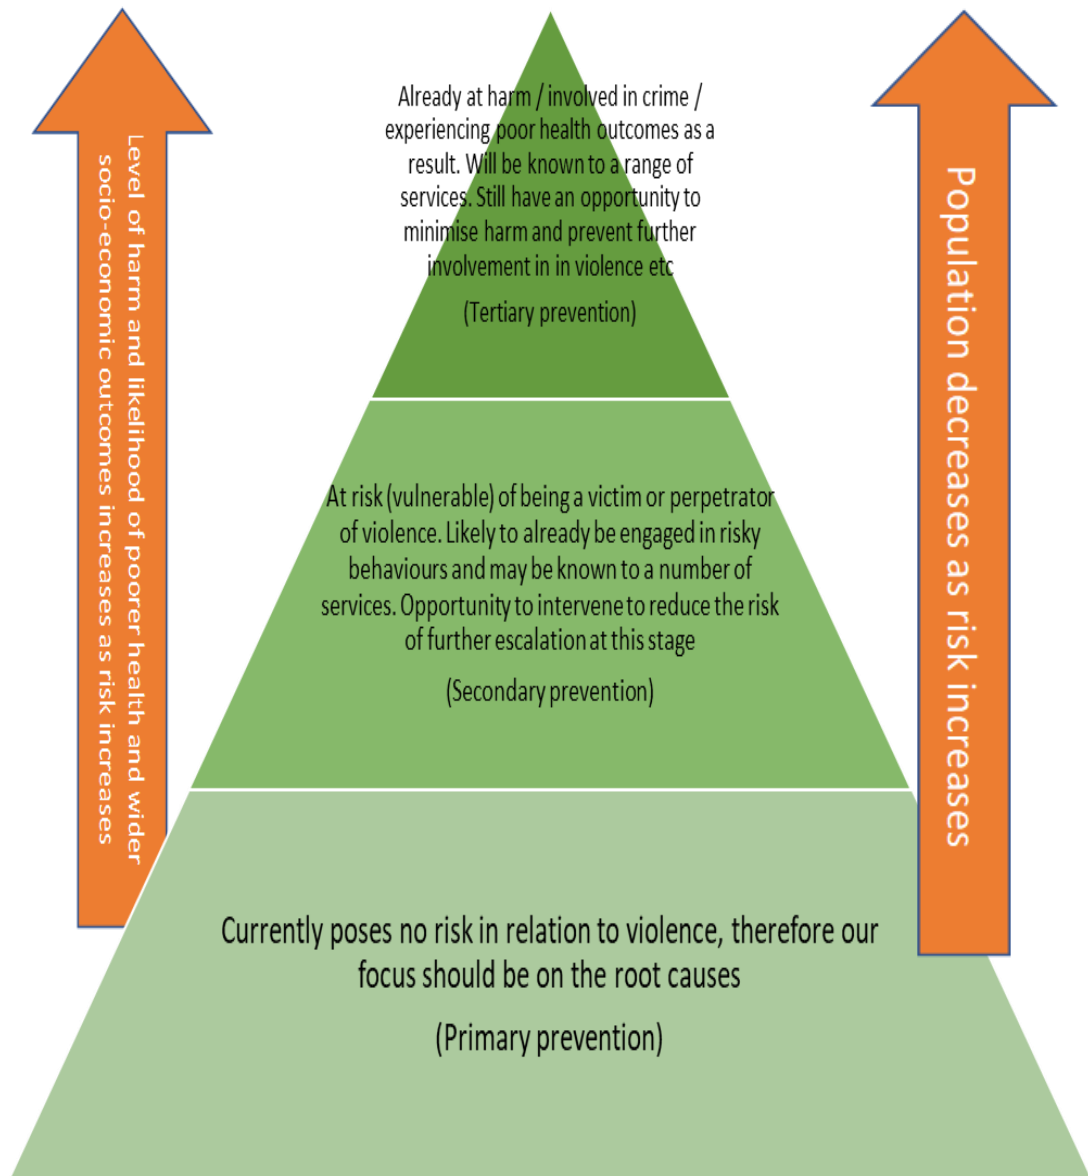 Already at harm / involved in crime /
experiencing poor health outcomes as a
result. Will be known to a range of
services. Still have an opportunity to
minimise harm and prevent further
involvement in in violence etc
(Tertiary prevention)
At risk (vulnerable) of being a victim or perpetrator
of violence. Likely to already be engaged in risky
behaviours and may be known to a number of
services. Opportunity to intervene to reduce the risk
of further escalation at this stage
(Secondary prevention)
Currently poses no risk in relation to violence, therefore our
focus should be on the root causes
(Primary prevention)
Level of harm and likelihood of poorer health and wider
socio-economic outcomes increases as risk increases
Population decreases as risk increases